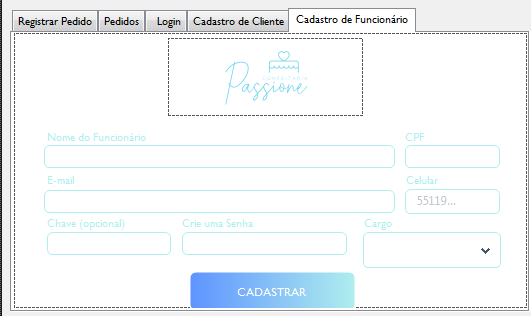 Registrar Pedido Pedidos Login Cadastro de Cliente Cadastro de Funcionário
CONFEITARIA
Passione
Nome do Funcionário CPF
E-mail Celular
55119...
Chave (opcional) Crie uma Senha Cargo
CADASTRAR